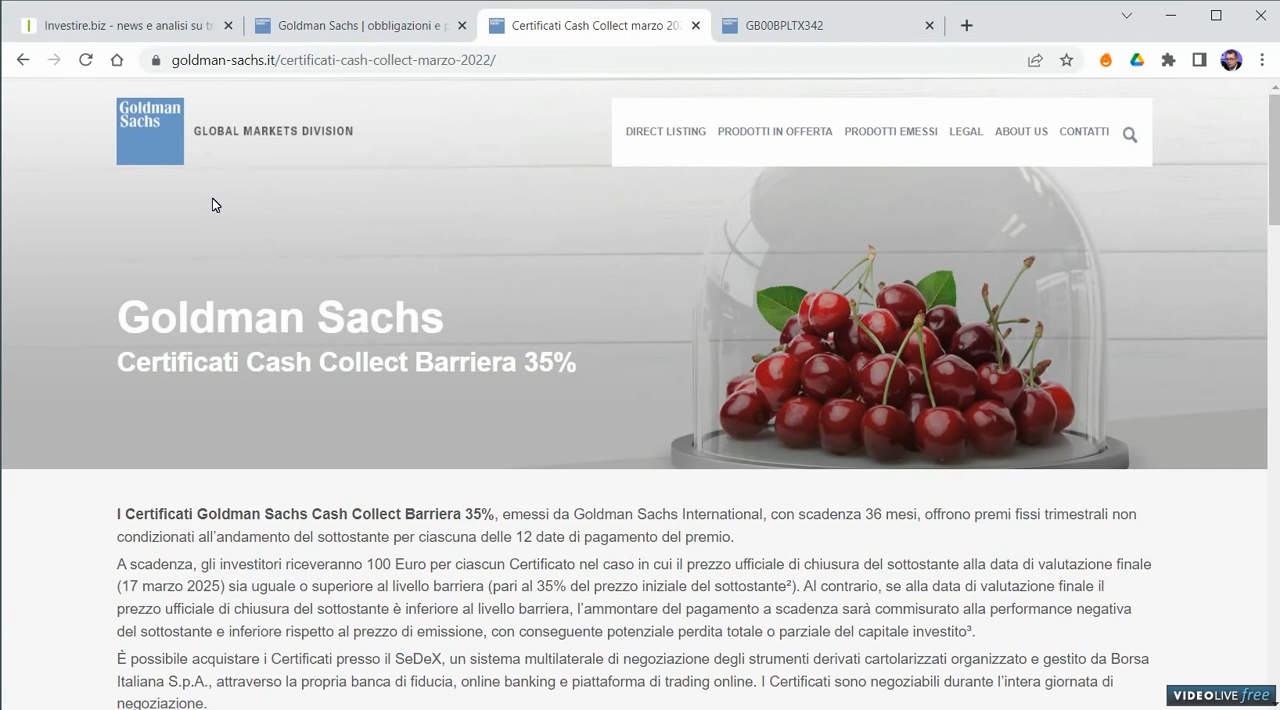 Investire.biz - news e analisi su tr
Goldman Sachs | obbligazioni e p
Certificati Cash Collect marzo 202
GB00BPLTX342
goldman-sachs.it/certificati-cash-collect-marzo-2022/
Goldman
Sachs
GLOBAL MARKETS DIVISION
DIRECT LISTING PRODOTTI IN OFFERTA PRODOTTI EMESSI LEGAL ABOUT US CONTATTI
Goldman Sachs
Certificati Cash Collect Barriera 35%
I Certificati Goldman Sachs Cash Collect Barriera 35%, emessi da Goldman Sachs International, con scadenza 36 mesi, offrono premi fissi trimestrali non
condizionati all’andamento del sottostante per ciascuna delle 12 date di pagamento del premio.
A scadenza, gli investitori riceveranno 100 Euro per ciascun Certificato nel caso in cui il prezzo ufficiale di chiusura del sottostante alla data di valutazione finale
(17 marzo 2025) sia uguale o superiore al livello barriera (pari al 35% del prezzo iniziale del sottostante²). Al contrario, se alla data di valutazione finale il
prezzo ufficiale di chiusura del sottostante è inferiore al livello barriera, l’ammontare del pagamento a scadenza sarà commisurato alla performance negativa
del sottostante e inferiore rispetto al prezzo di emissione, con conseguente potenziale perdita totale o parziale del capitale investito³.
È possibile acquistare i Certificati presso il SeDeX, un sistema multilaterale di negoziazione degli strumenti derivati cartolarizzati organizzato e gestito da Borsa
Italiana S.p.A., attraverso la propria banca di fiducia, online banking e piattaforma di trading online. I Certificati sono negoziabili durante l’intera giornata di
negoziazione.
VIDEOLIVE free